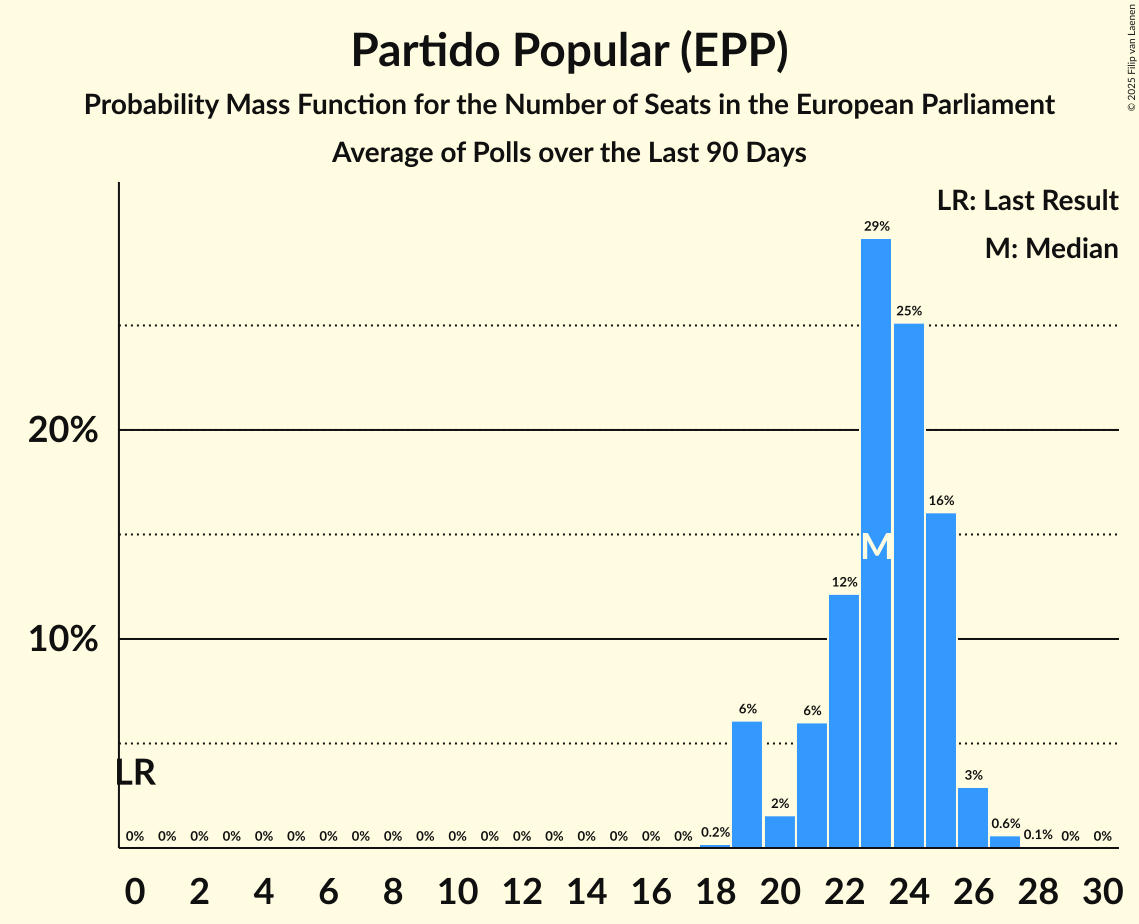 Partido Popular (EPP)
Probability Mass Function for the Number of Seats in the European Parliament
Average of Polls over the Last 90 Days
© 2025 Filip van Laenen
LR: Last Result
M: Median
29%
25%
20%
16%
M
12%
10%
6% 6%
LR
3%
2%
0% 0% 0% 0% 0% 0% 0% 0% 0% 0% 0% 0% 0% 0% 0% 0% 0% 0% 0.2% 0.6% 0.1% 0% 0%
0 2 4 6 8 10 12 14 16 18 20 22 24 26 28 30